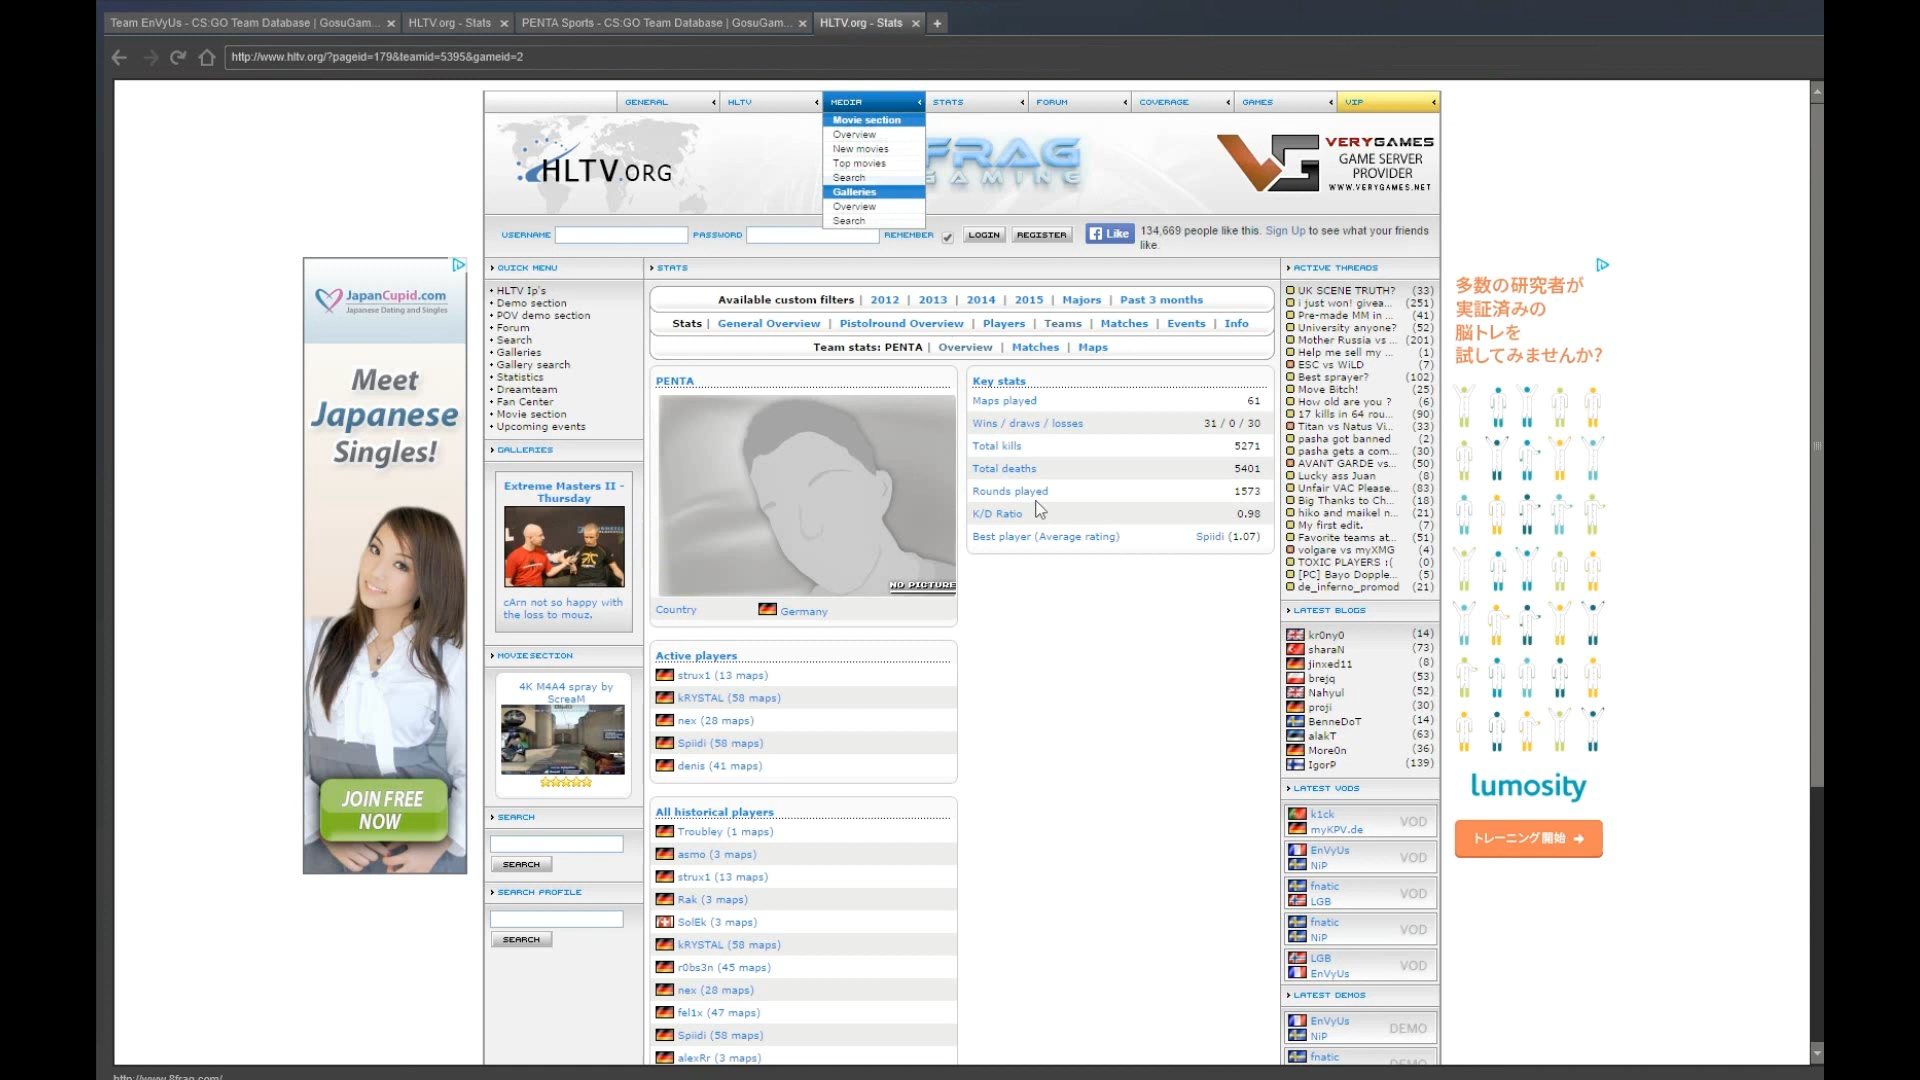 Team EnVyUs - CS:GO Team Database | GosuGam...
HLTV.org - Stats
PENTA Sports - CS:GO Team Database | GosuGam...
HLTV.org - Stats
http://www.hltv.org/?pageid=179&teamid=5395&gameid=2
GENERAL
HLTV
MEDIA
STATS
FORUM
COVERAGE
GAMES
VIP
Movie section
Overview
New movies
Top movies
Search
Galleries
Overview
Search
HLTV.ORG
FRAG
GAMING
VERYGAMES
GAME SERVER
PROVIDER
WWW.VERYGAMES.NET
USERNAME
PASSWORD
REMEMBER
LOGIN
REGISTER
Like
134,669 people like this. Sign Up to see what your friends
like.
JapanCupid.com
Japanese Dating and Singles
Meet
Japanese
Singles!
JOIN FREE
NOW
QUICK MENU
HLTV Ip's
Demo section
POV demo section
Forum
Search
Galleries
Gallery search
Statistics
Dreamteam
Fan Center
Movie section
Upcoming events
GALLERIES
Extreme Masters II -
Thursday
cArn not so happy with
the loss to mouz.
MOVIESECTION
4K M4A4 spray by
ScreaM
SEARCH
SEARCH
SEARCH PROFILE
SEARCH
STATS
Available custom filters | 2012 | 2013 | 2014 | 2015 | Majors | Past 3 months
Stats | General Overview | Pistolround Overview | Players | Teams | Matches | Events | Info
Team stats: PENTA | Overview | Matches | Maps
PENTA
NO PICTURE
Country Germany
Key stats
Maps played 61
Wins / draws / losses 31 / 0 / 30
Total kills 5271
Total deaths 5401
Rounds played 1573
K/D Ratio 0.98
Best player (Average rating) Spiidi (1.07)
Active players
strux1 (13 maps)
kRYSTAL (58 maps)
nex (28 maps)
Spiidi (58 maps)
denis (41 maps)
All historical players
Troubley (1 maps)
asmo (3 maps)
strux1 (13 maps)
Rak (3 maps)
SolEk (3 maps)
kRYSTAL (58 maps)
r0bs3n (45 maps)
nex (28 maps)
fel1x (47 maps)
Spiidi (58 maps)
alexRr (3 maps)
ACTIVE THREADS
UK SCENE TRUTH? (33)
i just won! givea... (251)
Pre-made MM in ... (41)
University anyone? (52)
Mother Russia vs ... (201)
Help me sell my ... (1)
ESC vs WiLD (7)
Best sprayer? (102)
Move Bitch! (25)
How old are you ? (6)
17 kills in 64 rou... (90)
Titan vs Natus Vi... (33)
pasha got banned (2)
pasha gets a com... (30)
AVANT GARDE vs... (50)
Lucky ass Juan (8)
Unfair VAC Please... (83)
Big Thanks to Ch... (18)
hiko and maikel n... (21)
My first edit. (7)
Favorite teams at... (51)
volgare vs myXMG (4)
TOXIC PLAYERS :( (0)
[PC] Bayo Dopple... (5)
de_inferno_promod (21)
LATEST BLOGS
kr0ny0 (14)
sharaN (73)
jinxed11 (8)
brejq (53)
Nahyul (52)
proji (30)
BenneDoT (14)
alakT (63)
More0n (36)
IgorP (139)
LATEST VODS
k1ck
myKPV.de
VOD
EnVyUs
NiP
VOD
fnatic
LGB
VOD
fnatic
NiP
VOD
LGB
EnVyUs
VOD
LATEST DEMOS
EnVyUs
NiP
DEMO
fnatic
DEMO
多数の研究者が
実証済みの
脳トレを
試してみませんか?
lumosity
トレーニング開始
http://www.8frag.com/